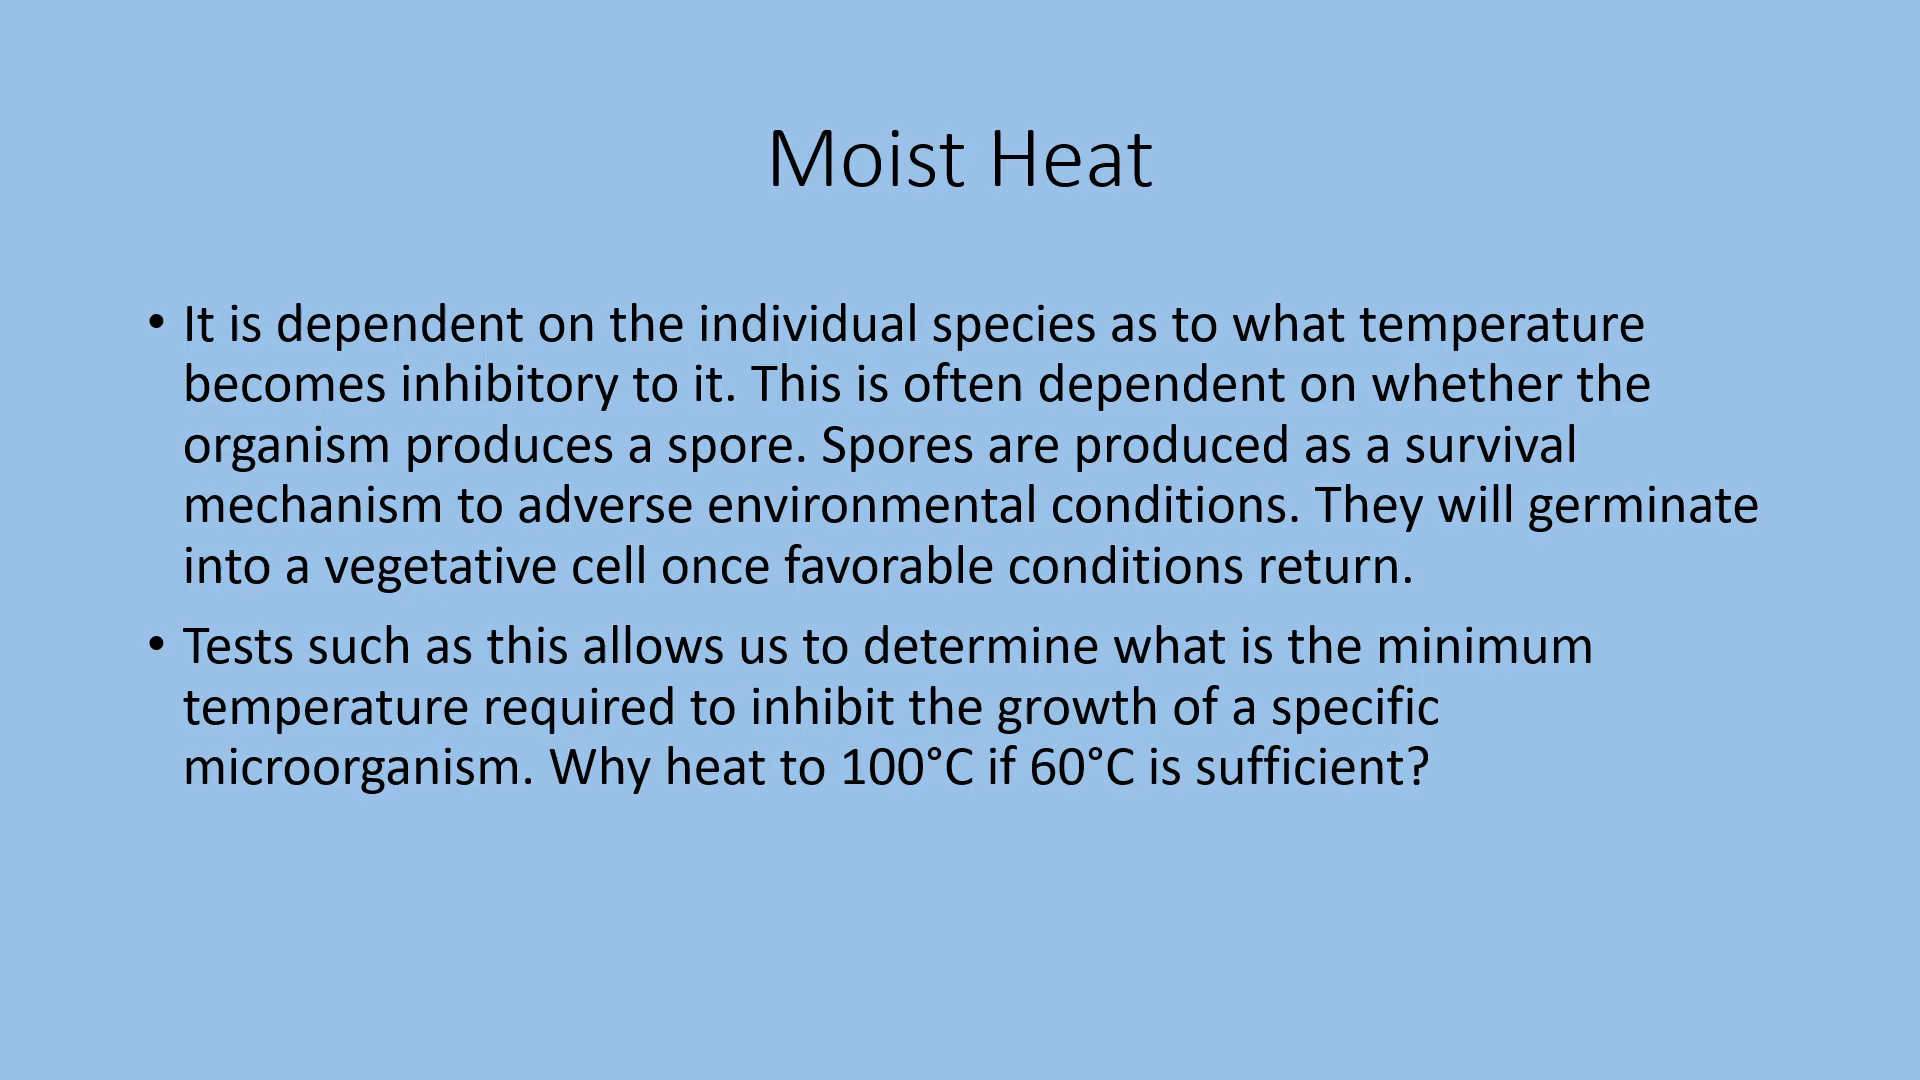 Moist Heat
• It is dependent on the individual species as to what temperature
becomes inhibitory to it. This is often dependent on whether the
organism produces a spore. Spores are produced as a survival
mechanism to adverse environmental conditions. They will germinate
into a vegetative cell once favorable conditions return.
• Tests such as this allows us to determine what is the minimum
temperature required to inhibit the growth of a specific
microorganism. Why heat to 100°C if 60°C is sufficient?